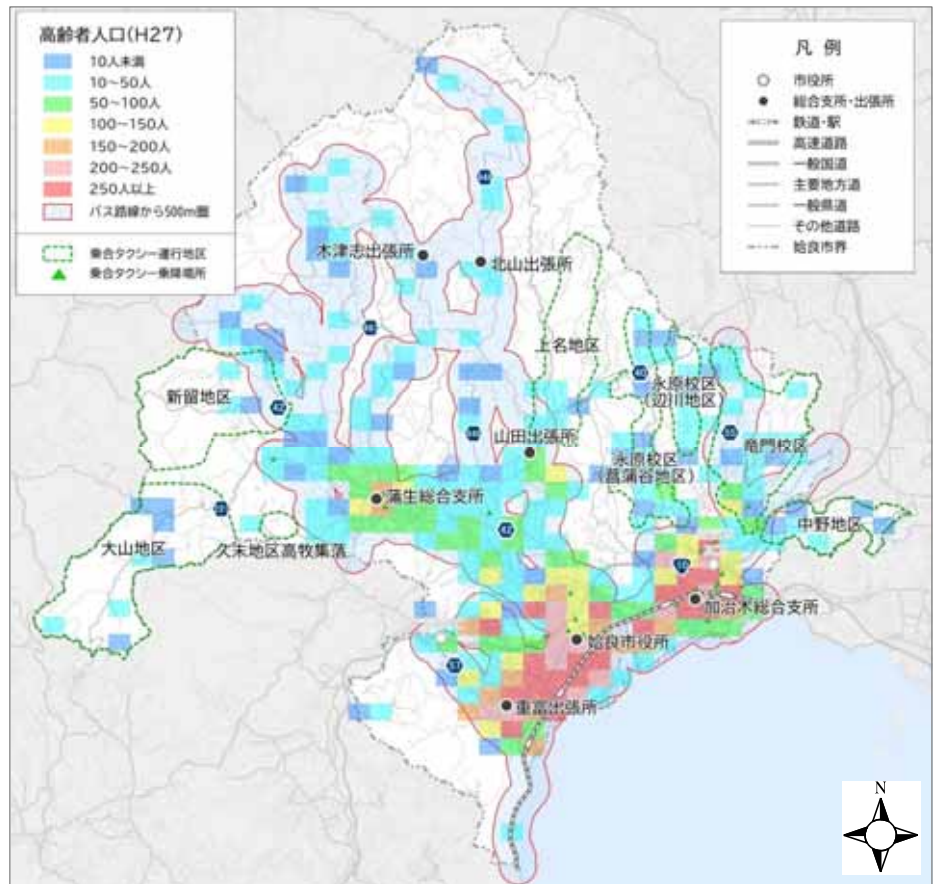 高齢者人口(H27)
10人未満
10～50人
50～100人
100～150人
150～200人
200～250人
250人以上
バス路線から500m圏
乗合タクシー運行地区
乗合タクシー乗降場所
凡 例
市役所
総合支所・出張所
鉄道・駅
高速道路
一般国道
主要地方道
一般県道
その他道路
姶良市界
木津志出張所
北山出張所
上名地区
40
永原校区
(辺川地区)
新留地区
42
山田出張所
55
竜門校区
永原校区
(菖蒲谷地区)
蒲生総合支所
42
中野地区
大山地区
久末地区高牧集落
10
加治木総合支所
姶良市役所
57
重富出張所
N